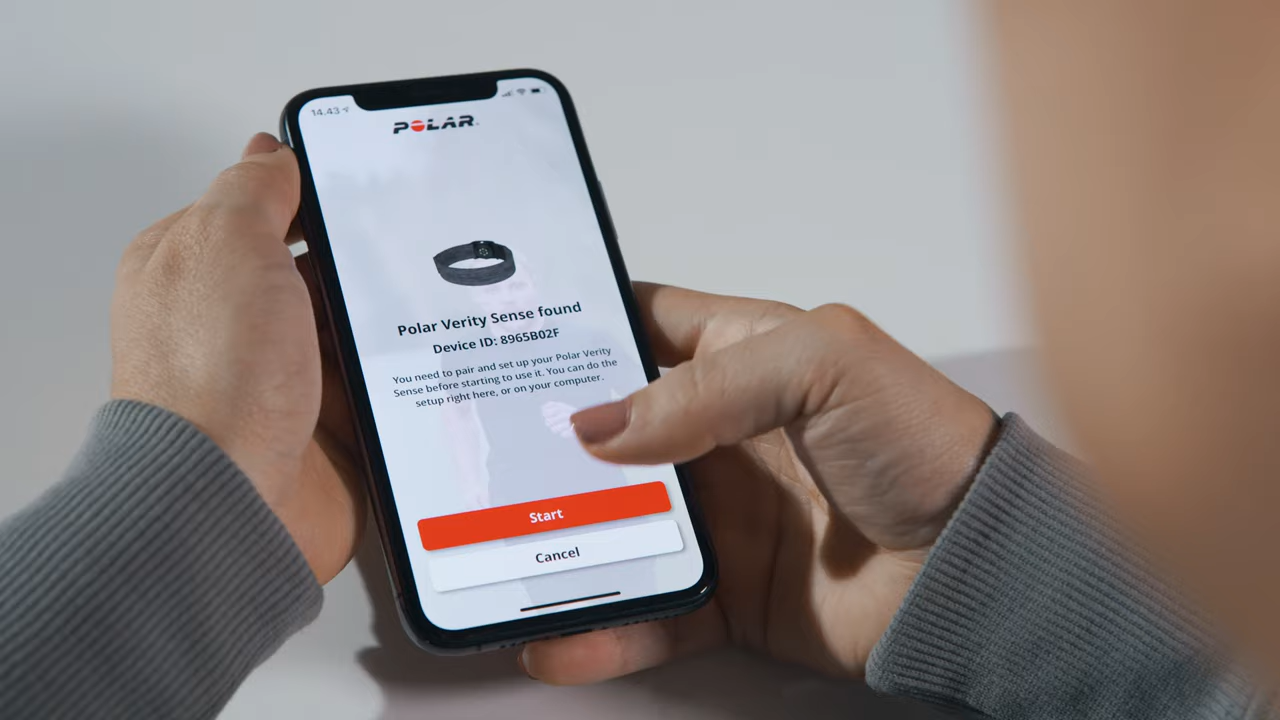 14.43
POLAR
Polar Verity Sense found
Device ID: 8965B02F
You need to pair and set up your Polar Verity
Sense before starting to use it. You can do the
setup right here, or on your computer.
Start
Cancel